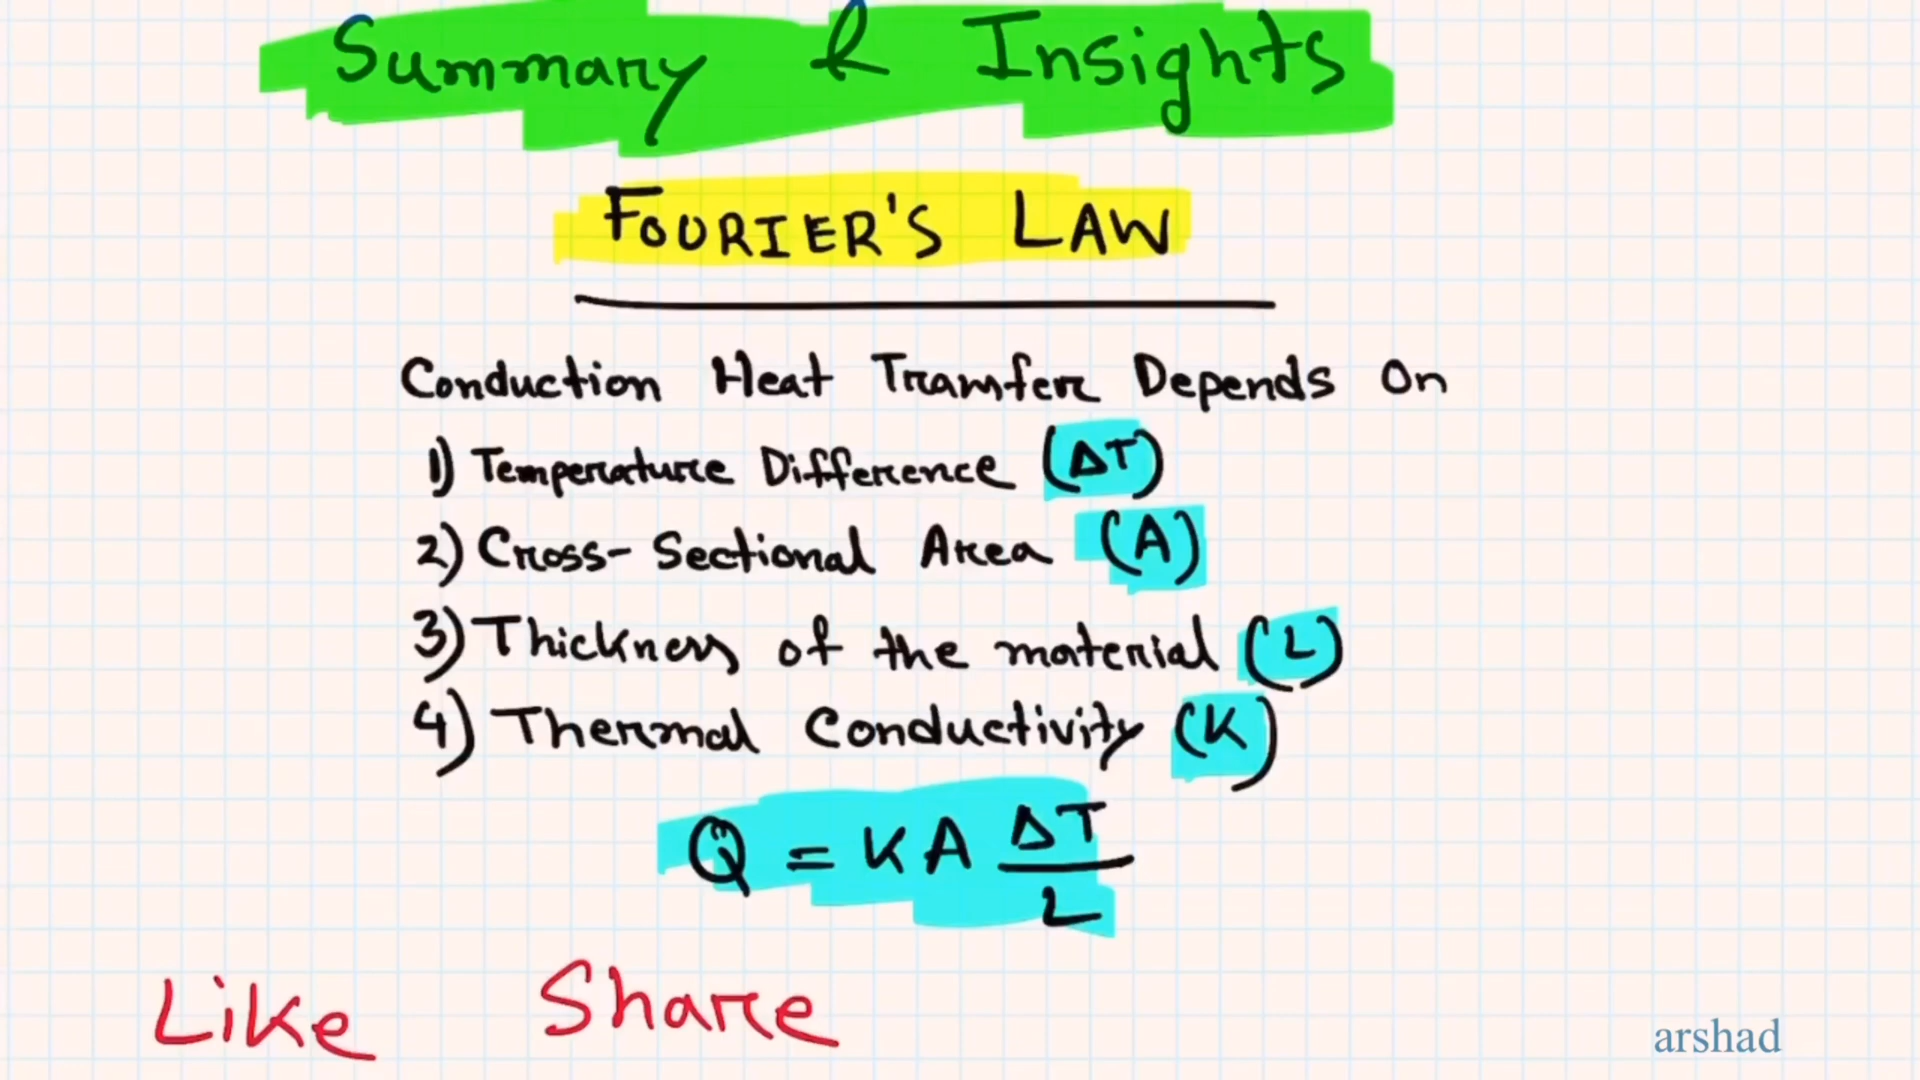 Summary & Insights
FOURIER'S LAW
Conduction Heat Transfer Depends On
1) Temperature Difference (ΔT)
2) Cross-Sectional Area (A)
3) Thickness of the material (L)
4) Thermal Conductivity (K)
Q = KA ΔT/L
Like Share
arshad